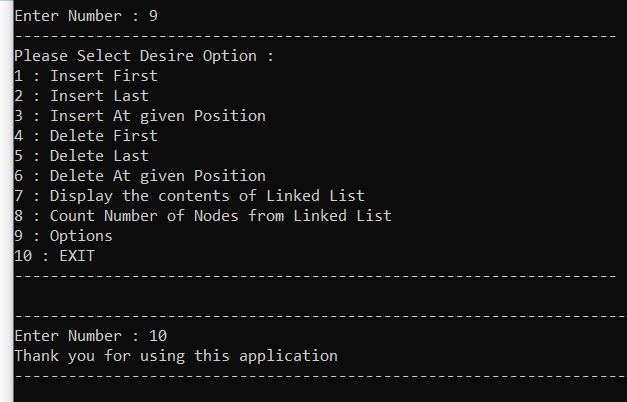 Enter Number : 9
-------------------------------------------------------------------
Please Select Desire Option :
1 : Insert First
2 : Insert Last
3 : Insert At given Position
4 : Delete First
5 : Delete Last
6 : Delete At given Position
7 : Display the contents of Linked List
8 : Count Number of Nodes from Linked List
9 : Options
10 : EXIT
-------------------------------------------------------------------
--------------------------------------------------------------------
Enter Number : 10
Thank you for using this application
--------------------------------------------------------------------